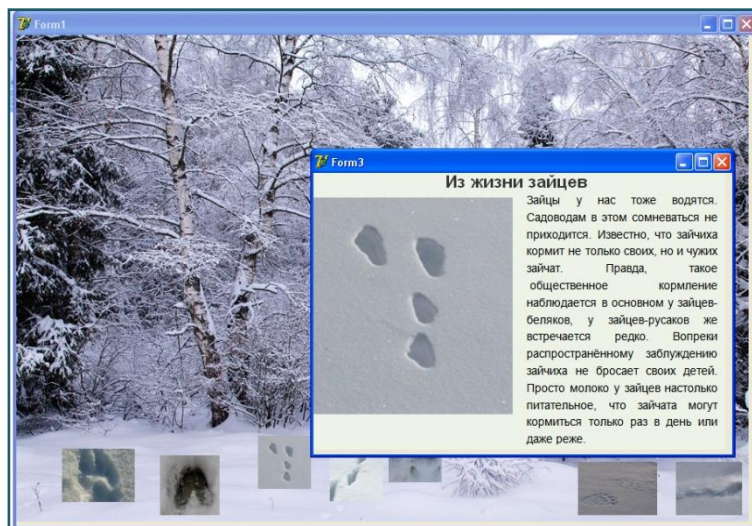 Form1
Form3
Из жизни зайцев
Зайцы у нас тоже водятся.
Садоводам в этом сомневаться не
приходится. Известно, что зайчиха
кормит не только своих, но и чужих
зайчат. Правда, такое
общественное кормление
наблюдается в основном у зайцев-
беляков, у зайцев-русаков же
встречается редко. Вопреки
распространённому заблуждению
зайчиха не бросает своих детей.
Просто молоко у зайцев настолько
питательное, что зайчата могут
кормиться только раз в день или
даже реже.